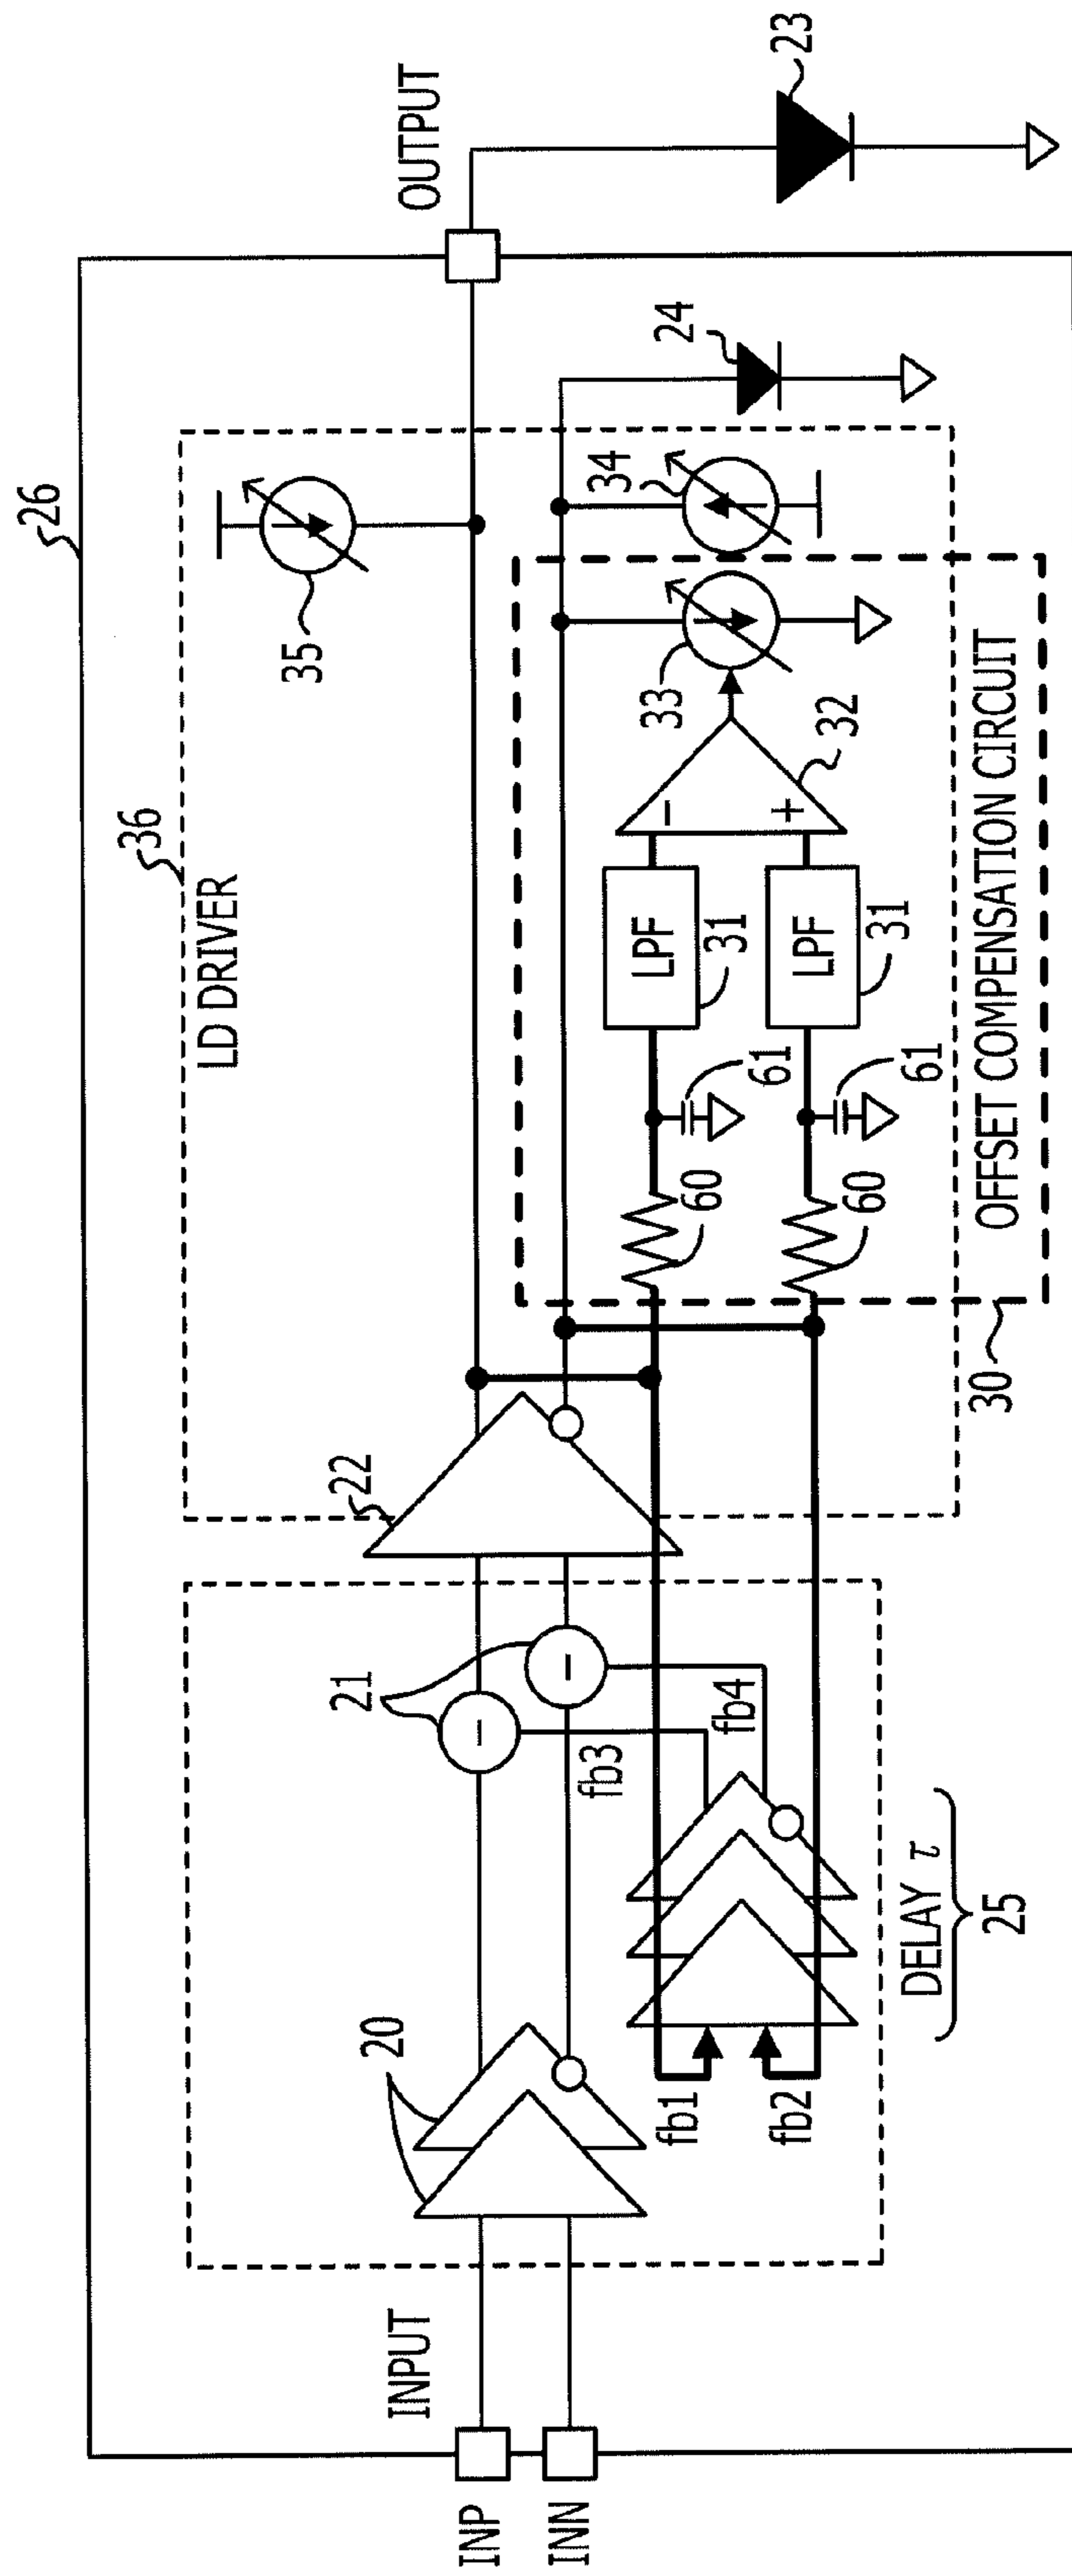 26
36
LD DRIVER
INPUT
INP
INN
20
21
22
fb3
fb4
fb1
fb2
DELAY τ
25
35
OUTPUT
23
24
34
33
32
-
+
-
-
LPF
31
LPF
31
61
61
60
60
30
OFFSET COMPENSATION CIRCUIT